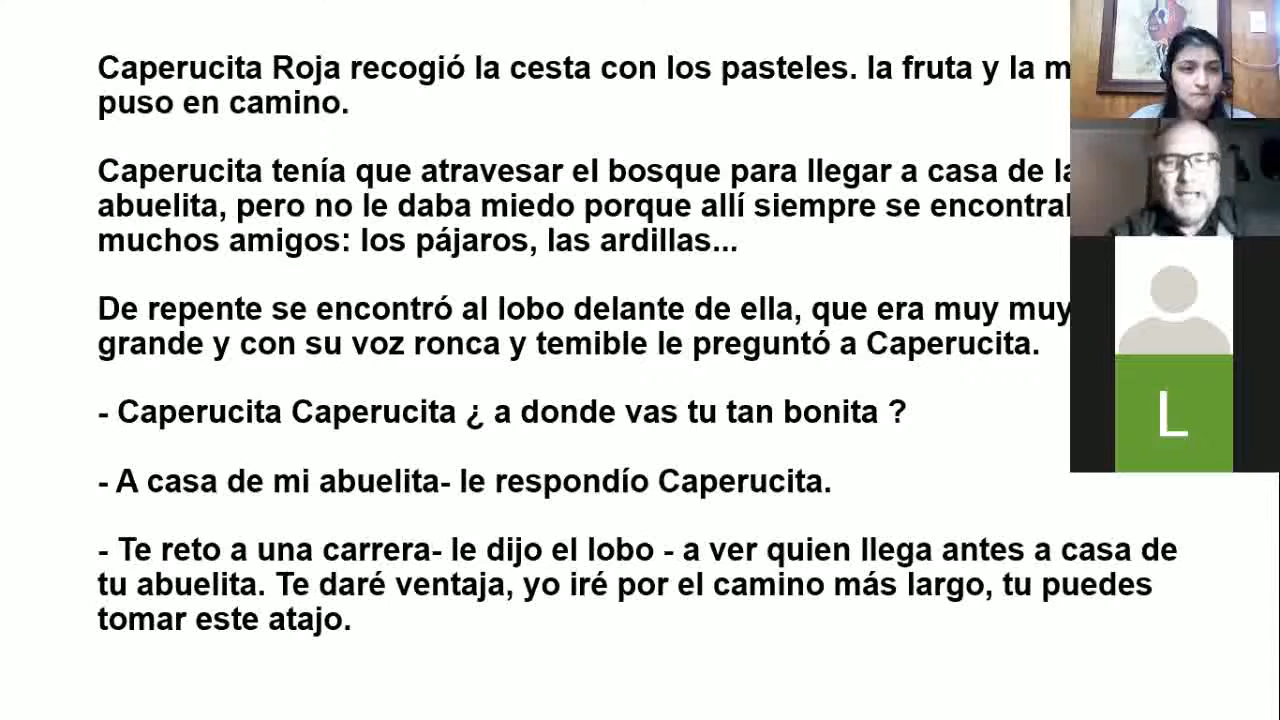 Caperucita Roja recogió la cesta con los pasteles. la fruta y la
puso en camino.
Caperucita tenía que atravesar el bosque para llegar a casa de
abuelita, pero no le daba miedo porque allí siempre se
muchos amigos: los pájaros, las ardillas...
De repente se encontró al lobo delante de ella, que era muy muy
grande y con su voz ronca y temible le preguntó a Caperucita.
- Caperucita Caperucita ¿ a donde vas tu tan bonita ?
- A casa de mi abuelita- le respondío Caperucita.
- Te reto a una carrera- le dijo el lobo - a ver quien llega antes a casa de
tu abuelita. Te daré ventaja, yo iré por el camino más largo, tu puedes
tomar este atajo.
L